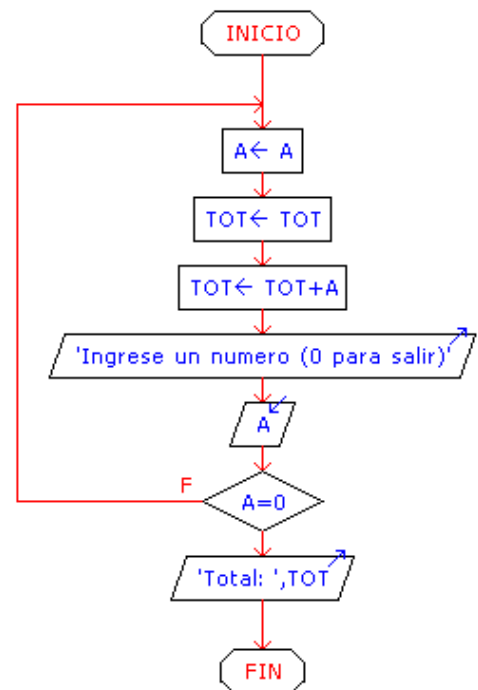 INICIO
A← A
TOT← TOT
TOT← TOT+A
'Ingrese un numero (0 para salir)'
A
A=0
F
'Total: ',TOT
FIN